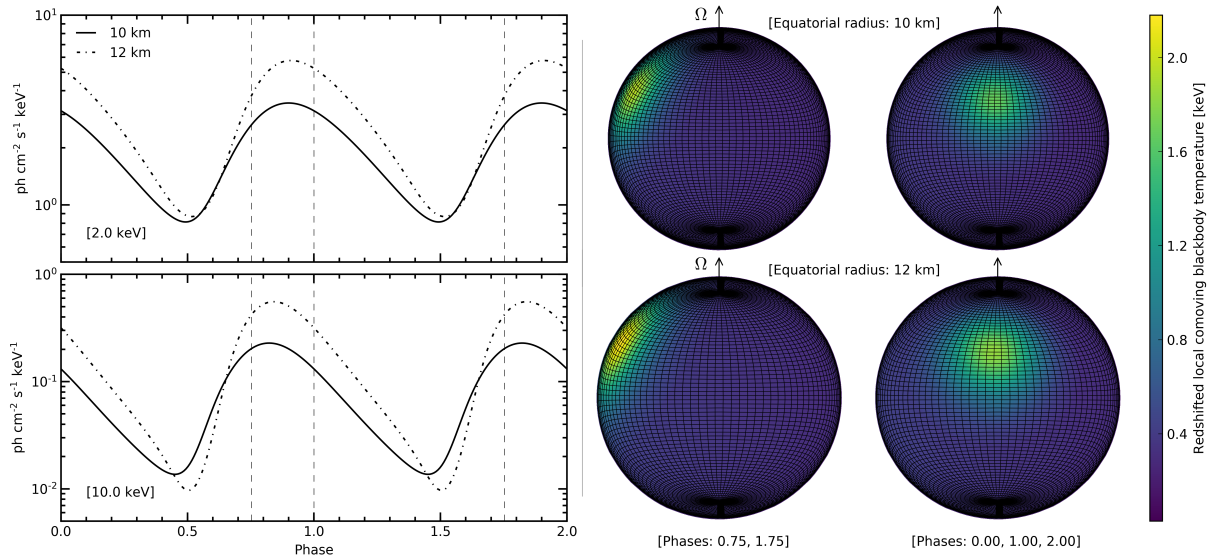 10¹
10 km
12 km
ph cm⁻² s⁻¹ keV⁻¹
10⁰
[2.0 keV]
10⁰
ph cm⁻² s⁻¹ keV⁻¹
10⁻¹
10⁻²
[10.0 keV]
0.0 0.5 1.0 1.5 2.0
Phase
Ω
[Equatorial radius: 10 km]
Ω
[Equatorial radius: 12 km]
[Phases: 0.75, 1.75]
[Phases: 0.00, 1.00, 2.00]
2.0
1.6
1.2
0.8
0.4
Redshifted local comoving blackbody temperature [keV]